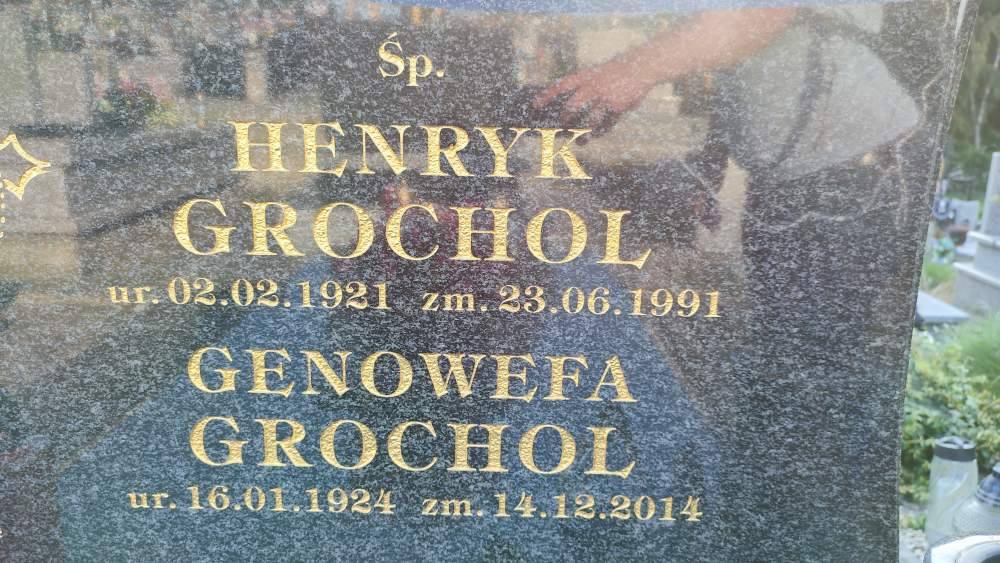 Śp.
HENRYK
GROCHOL
ur. 02.02.1921 zm. 23.06.1991
GENOWEFA
GROCHOL
ur. 16.01.1924 zm. 14.12.2014